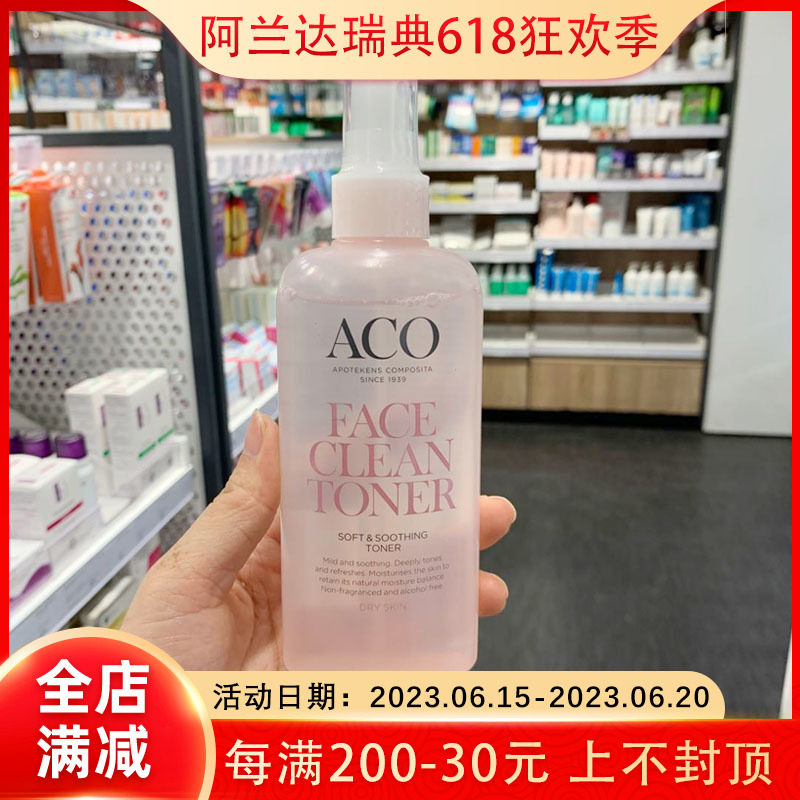 阿兰达瑞典618狂欢季
ACO
APOTEKENS COMPOSITA
SINCE 1939
FACE
CLEAN
TONER
SOFT & SOOTHING
TONER
Mild and soothing. Deeply tones
and refreshes. Moisturises the skin to
retain its natural moisture balance.
Non-fragranced and alcohol free.
DRY SKIN
全店
满减
活动日期：2023.06.15-2023.06.20
每满200-30元 上不封顶